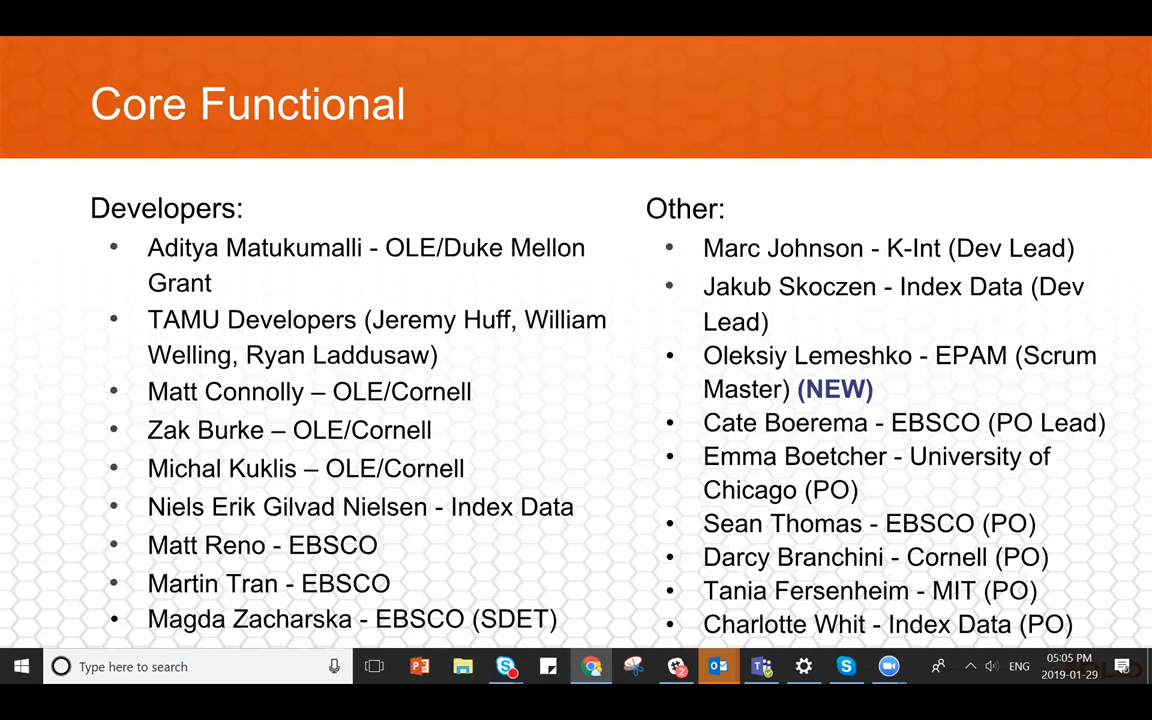 Core Functional
Developers:
• Aditya Matukumalli - OLE/Duke Mellon
Grant
• TAMU Developers (Jeremy Huff, William
Welling, Ryan Laddusaw)
• Matt Connolly – OLE/Cornell
• Zak Burke – OLE/Cornell
• Michal Kuklis – OLE/Cornell
• Niels Erik Gilvad Nielsen - Index Data
• Matt Reno - EBSCO
• Martin Tran - EBSCO
• Magda Zacharska - EBSCO (SDET)
Other:
• Marc Johnson - K-Int (Dev Lead)
• Jakub Skoczen - Index Data (Dev
Lead)
• Oleksiy Lemeshko - EPAM (Scrum
Master) (NEW)
• Cate Boerema - EBSCO (PO Lead)
• Emma Boetcher - University of
Chicago (PO)
• Sean Thomas - EBSCO (PO)
• Darcy Branchini - Cornell (PO)
• Tania Fersenheim - MIT (PO)
• Charlotte Whit - Index Data (PO)
Type here to search
ENG
05:05 PM
2019-01-29